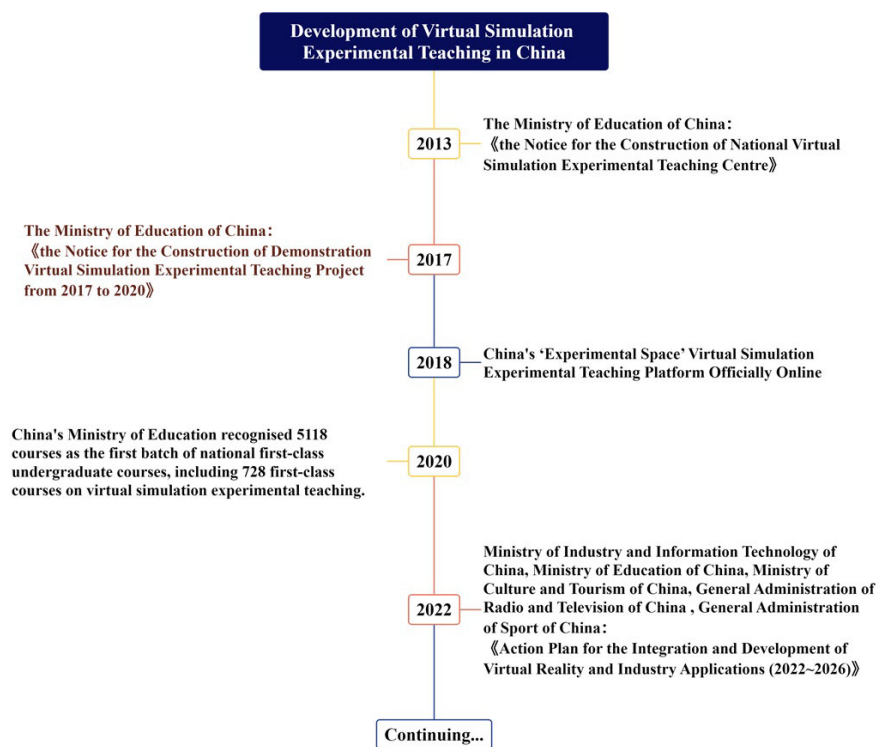 Development of Virtual Simulation
Experimental Teaching in China
2013
The Ministry of Education of China：
《the Notice for the Construction of National Virtual
Simulation Experimental Teaching Centre》
The Ministry of Education of China：
《the Notice for the Construction of Demonstration
Virtual Simulation Experimental Teaching Project
from 2017 to 2020》
2017
2018
China's ‘Experimental Space’ Virtual Simulation
Experimental Teaching Platform Officially Online
China's Ministry of Education recognised 5118
courses as the first batch of national first-class
undergraduate courses, including 728 first-class
courses on virtual simulation experimental teaching.
2020
2022
Ministry of Industry and Information Technology of
China, Ministry of Education of China, Ministry of
Culture and Tourism of China, General Administration of
Radio and Television of China , General Administration
of Sport of China：
《Action Plan for the Integration and Development of
Virtual Reality and Industry Applications (2022~2026)》
Continuing...